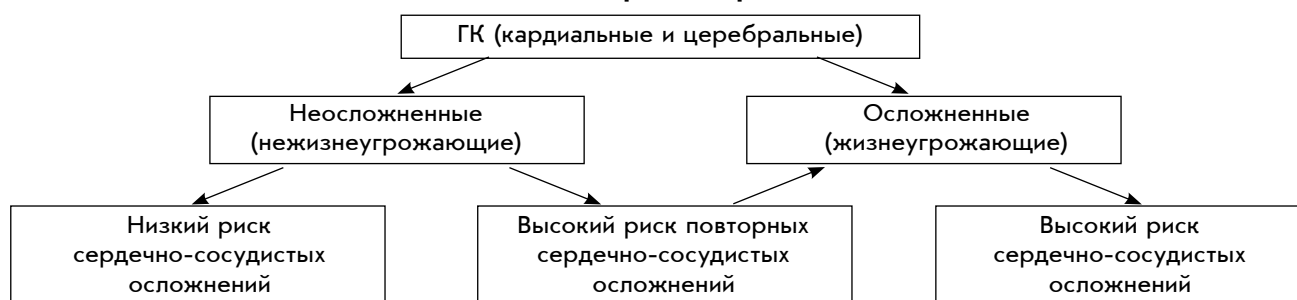 ГК (кардиальные и церебральные)
Неосложненные
(нежизнеугрожающие)
Осложненные
(жизнеугрожающие)
Низкий риск
сердечно-сосудистых
осложнений
Высокий риск повторных
сердечно-сосудистых
осложнений
Высокий риск
сердечно-сосудистых
осложнений